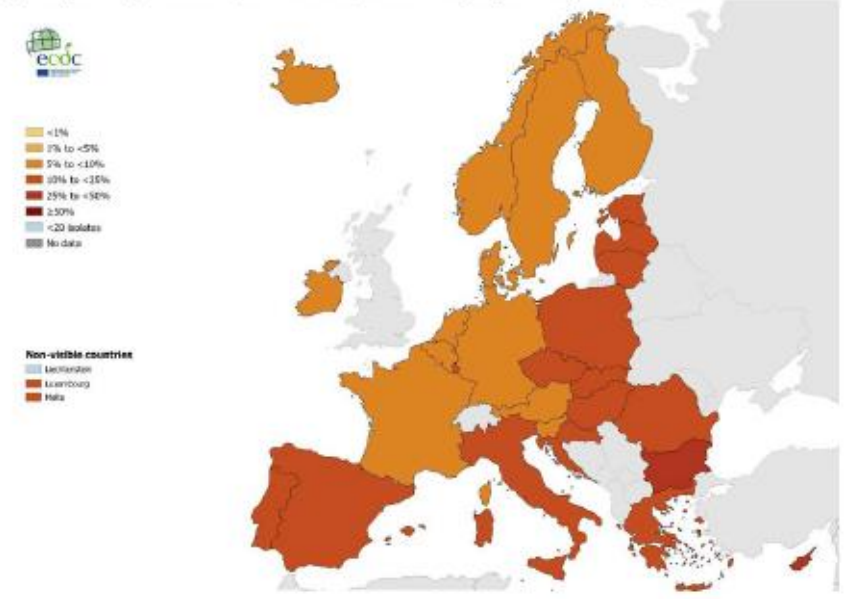 ecdc
<1%
1% to <5%
5% to <10%
10% to <25%
25% to <50%
≥50%
<20 isolates
No data
Non-visible countries
Liechtenstein
Luxembourg
Malta